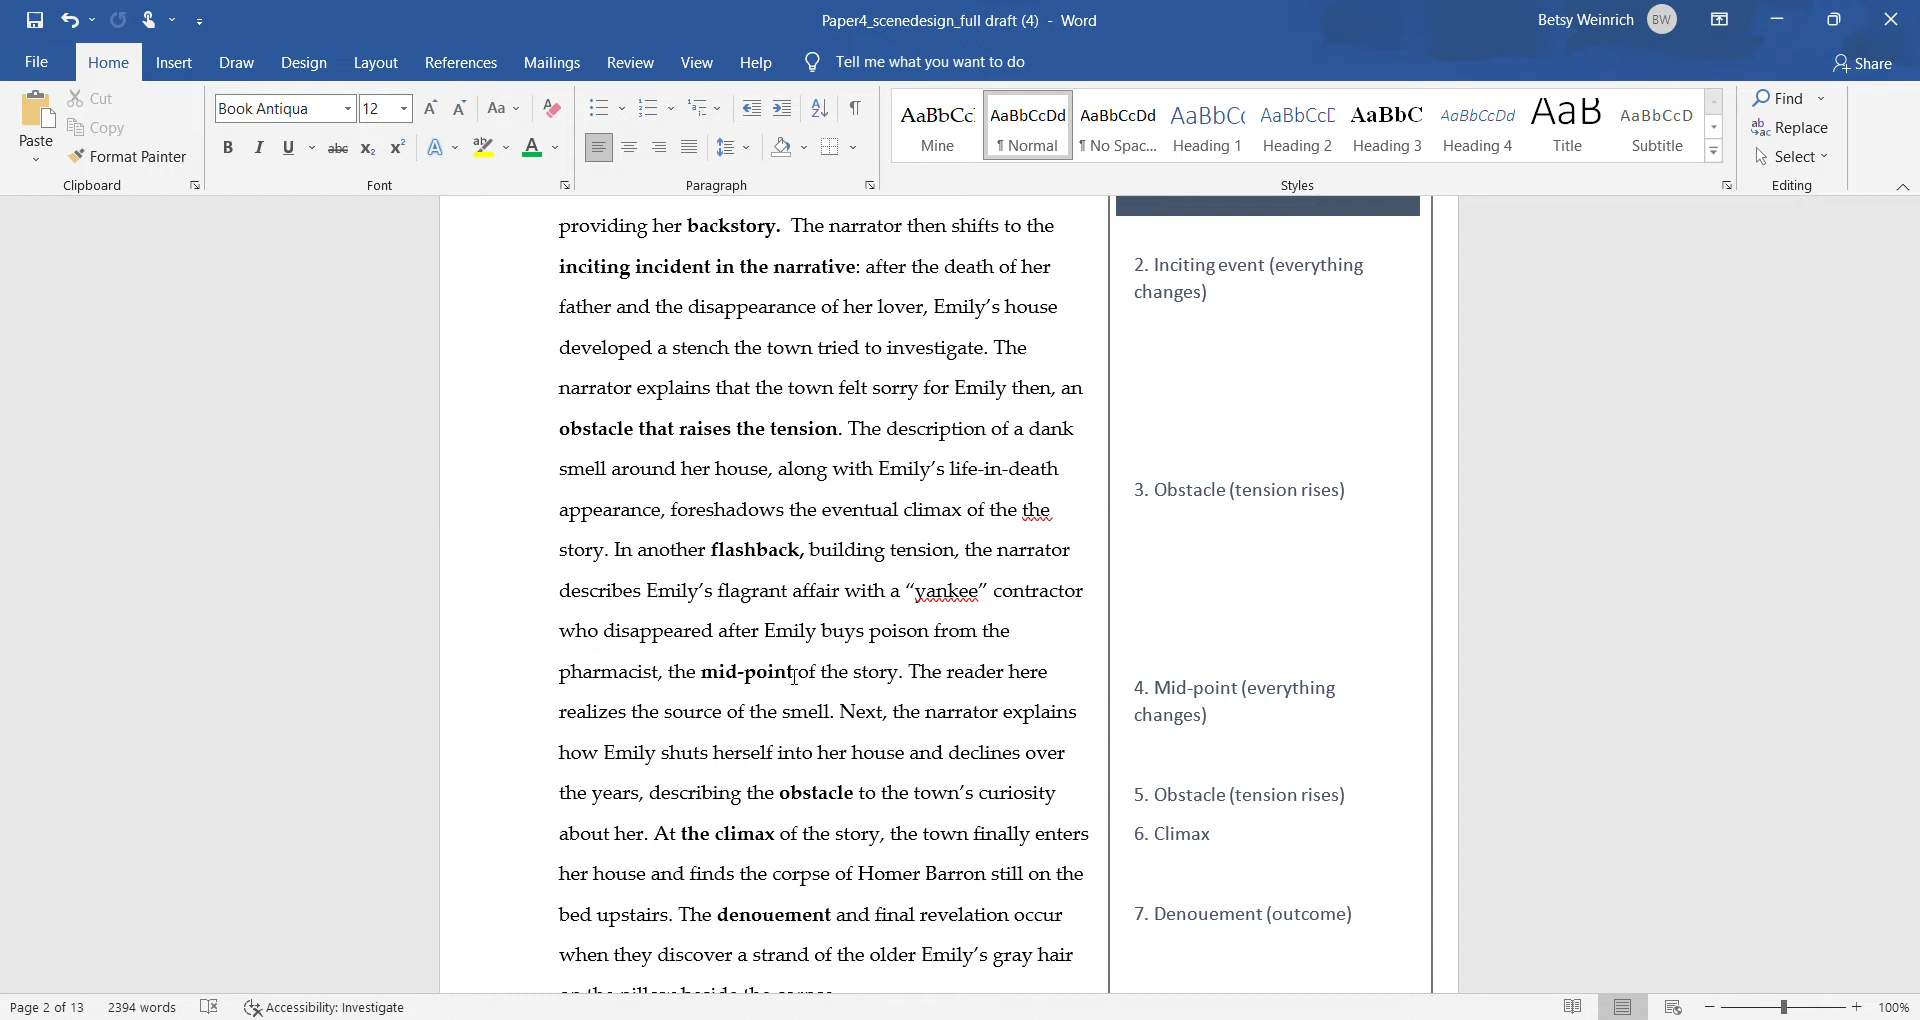 Paper4_scenedesign_full draft (4) - Word
Betsy Weinrich BW
File Home Insert Draw Design Layout References Mailings Review View Help Tell me what you want to do Share
Paste
Cut
Copy
Format Painter
Clipboard
Book Antiqua 12
Font
Paragraph
AaBbCc Mine
AaBbCcDd ¶ Normal
AaBbCcDd ¶ No Spac...
AaBbCc Heading 1
AaBbCcC Heading 2
AaBbC Heading 3
AaBbCcDd Heading 4
AaB Title
AaBbCcD Subtitle
Styles
Find
Replace
Select
Editing
providing her backstory.  The narrator then shifts to the
inciting incident in the narrative: after the death of her
father and the disappearance of her lover, Emily’s house
developed a stench the town tried to investigate. The
narrator explains that the town felt sorry for Emily then, an
obstacle that raises the tension. The description of a dank
smell around her house, along with Emily’s life-in-death
appearance, foreshadows the eventual climax of the the
story. In another flashback, building tension, the narrator
describes Emily’s flagrant affair with a “yankee” contractor
who disappeared after Emily buys poison from the
pharmacist, the mid-point of the story. The reader here
realizes the source of the smell. Next, the narrator explains
how Emily shuts herself into her house and declines over
the years, describing the obstacle to the town’s curiosity
about her. At the climax of the story, the town finally enters
her house and finds the corpse of Homer Barron still on the
bed upstairs. The denouement and final revelation occur
when they discover a strand of the older Emily’s gray hair
on the pillow beside the corpse.
2. Inciting event (everything
changes)
3. Obstacle (tension rises)
4. Mid-point (everything
changes)
5. Obstacle (tension rises)
6. Climax
7. Denouement (outcome)
Page 2 of 13 2394 words Accessibility: Investigate 100%